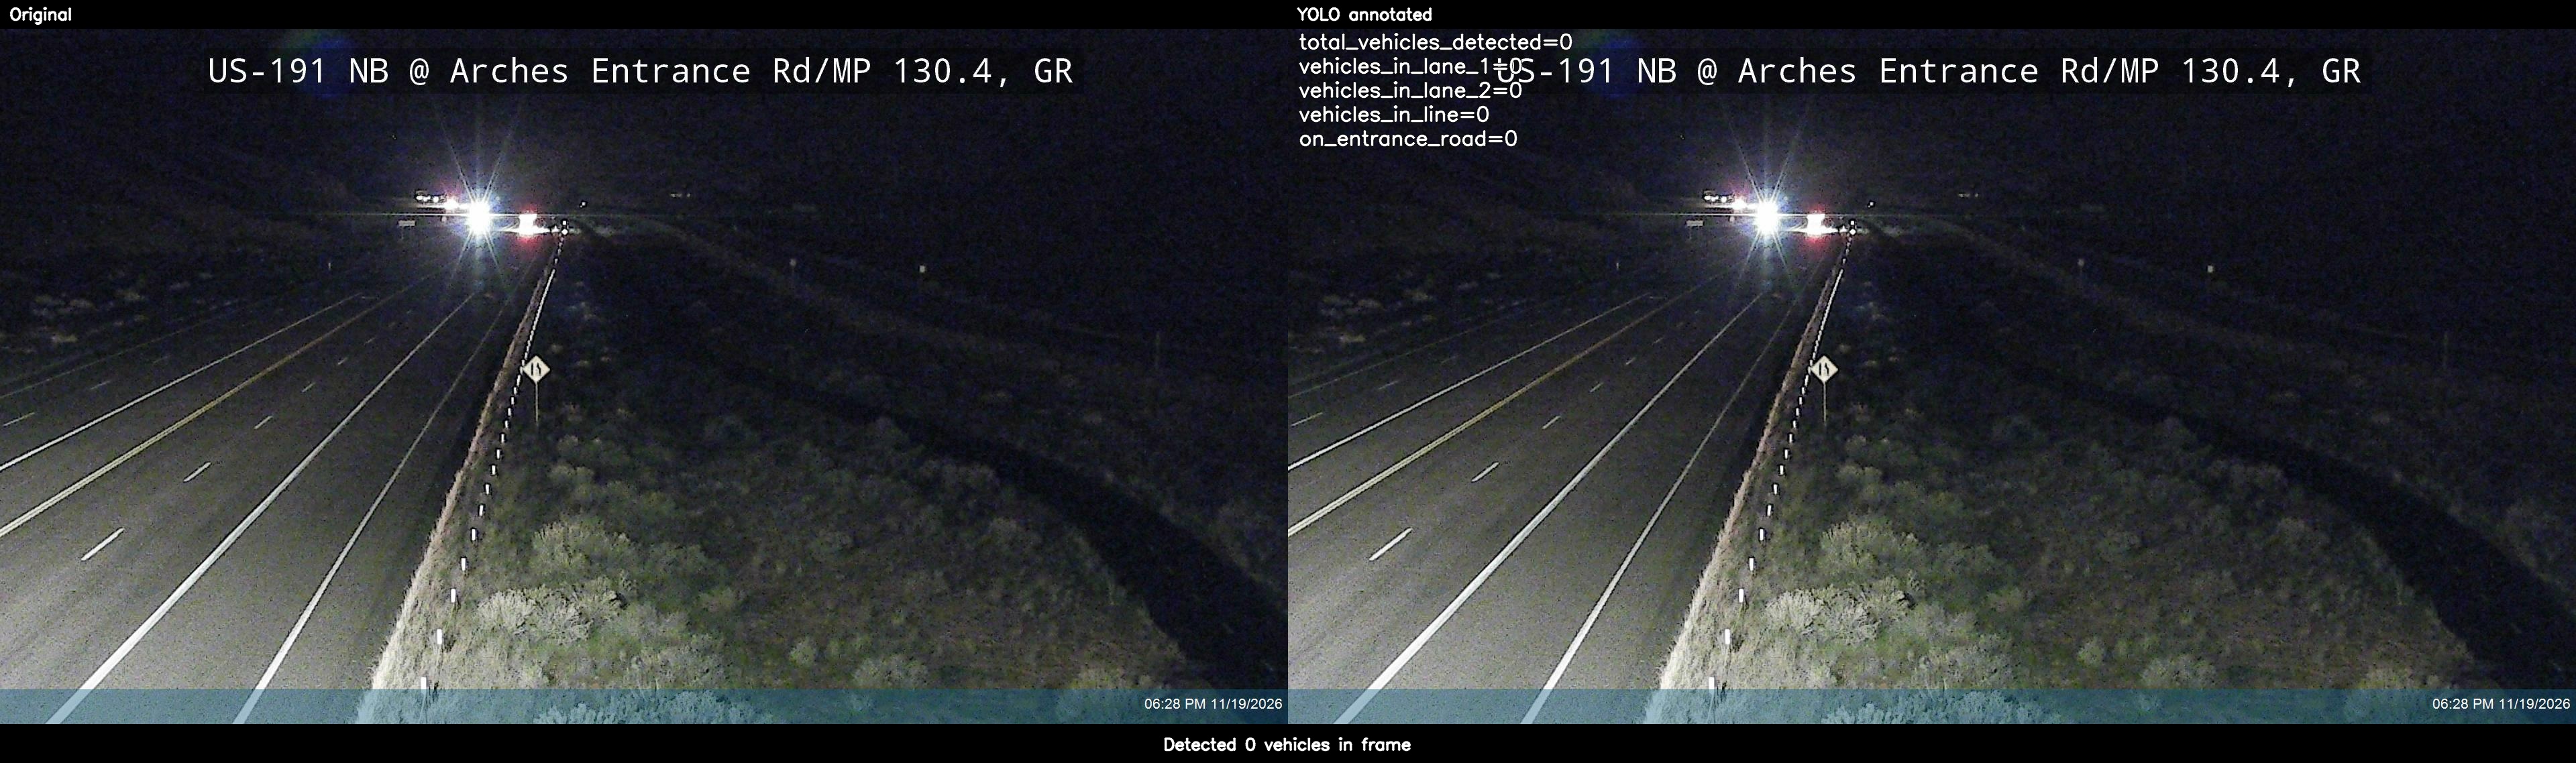 Original
US-191 NB @ Arches Entrance Rd/MP 130.4, GR
06:28 PM 11/19/2026
YOLO annotated
total_vehicles_detected=0
US-191 NB @ Arches Entrance Rd/MP 130.4, GR
vehicles_in_lane_1=0
vehicles_in_lane_2=0
vehicles_in_line=0
on_entrance_road=0
06:28 PM 11/19/2026
Detected 0 vehicles in frame